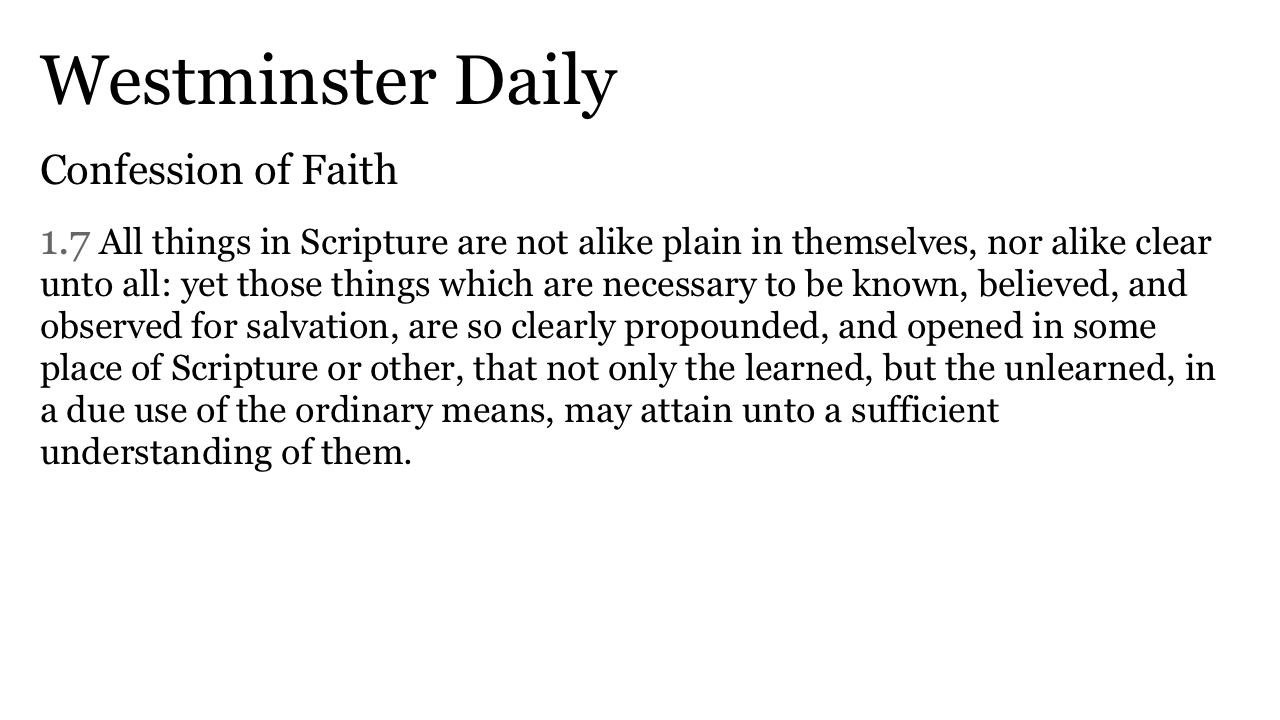 Westminster Daily
Confession of Faith
1.7 All things in Scripture are not alike plain in themselves, nor alike clear
unto all: yet those things which are necessary to be known, believed, and
observed for salvation, are so clearly propounded, and opened in some
place of Scripture or other, that not only the learned, but the unlearned, in
a due use of the ordinary means, may attain unto a sufficient
understanding of them.